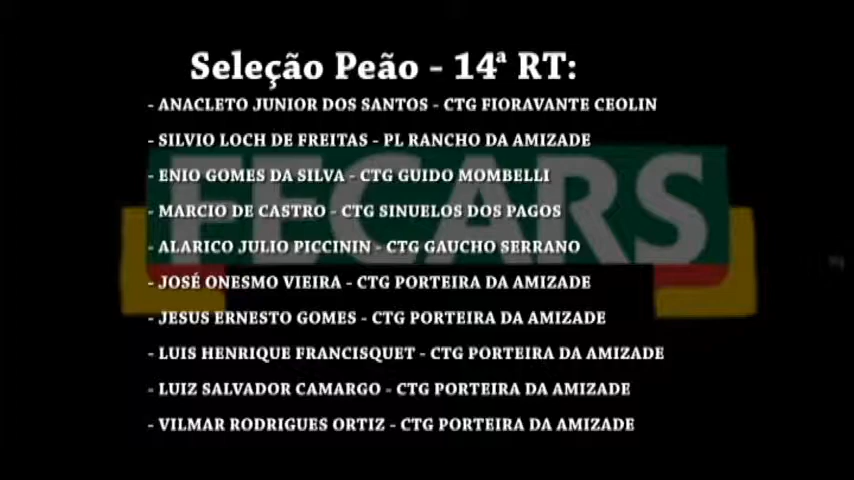 Seleção Peão - 14ª RT:
- ANACLETO JUNIOR DOS SANTOS - CTG FIORAVANTE CEOLIN
- SILVIO LOCH DE FREITAS - PL RANCHO DA AMIZADE
- ENIO GOMES DA SILVA - CTG GUIDO MOMBELLI
- MARCIO DE CASTRO - CTG SINUELOS DOS PAGOS
- ALARICO JULIO PICCININ - CTG GAUCHO SERRANO
- JOSÉ ONESMO VIEIRA - CTG PORTEIRA DA AMIZADE
- JESUS ERNESTO GOMES - CTG PORTEIRA DA AMIZADE
- LUIS HENRIQUE FRANCISQUET - CTG PORTEIRA DA AMIZADE
- LUIZ SALVADOR CAMARGO - CTG PORTEIRA DA AMIZADE
- VILMAR RODRIGUES ORTIZ - CTG PORTEIRA DA AMIZADE
FECARS